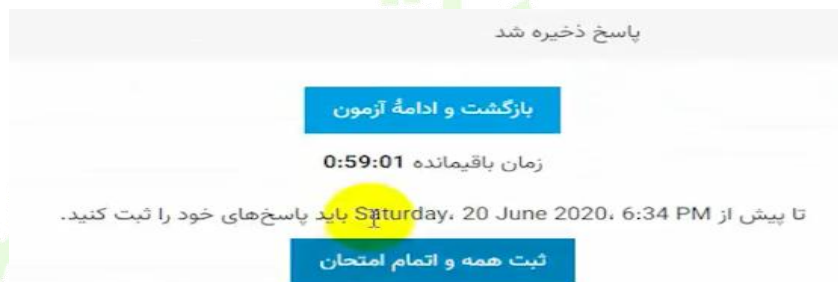 پاسخ ذخیره شد
بازگشت و ادامهٔ آزمون
زمان باقیمانده 0:59:01
تا پیش از Saturday، 20 June 2020، 6:34 PM باید پاسخ‌های خود را ثبت کنید.
ثبت همه و اتمام امتحان